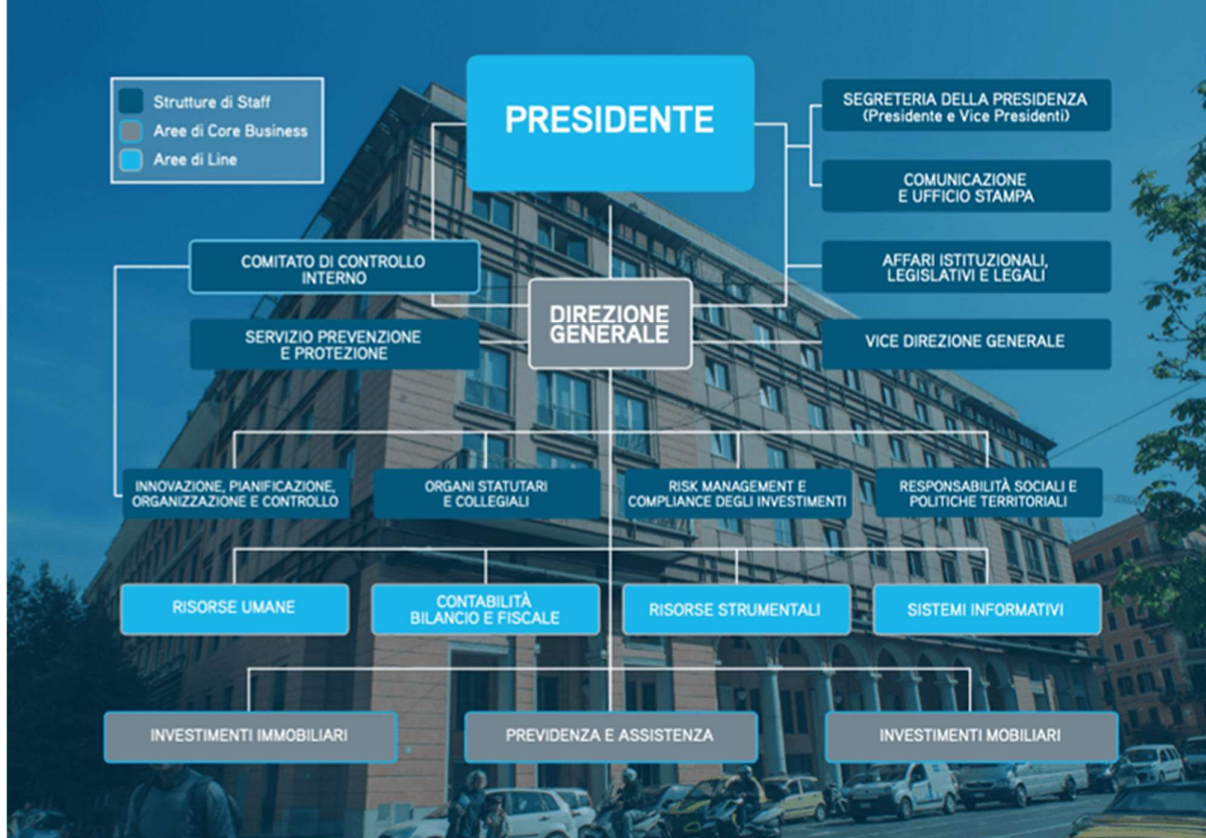 Strutture di Staff
Aree di Core Business
Aree di Line
PRESIDENTE
SEGRETERIA DELLA PRESIDENZA
(Presidente e Vice Presidenti)
COMUNICAZIONE
E UFFICIO STAMPA
COMITATO DI CONTROLLO
INTERNO
AFFARI ISTITUZIONALI,
LEGISLATIVI E LEGALI
DIREZIONE
GENERALE
SERVIZIO PREVENZIONE
E PROTEZIONE
VICE DIREZIONE GENERALE
INNOVAZIONE, PIANIFICAZIONE,
ORGANIZZAZIONE E CONTROLLO
ORGANI STATUTARI
E COLLEGIALI
RISK MANAGEMENT E
COMPLIANCE DEGLI INVESTIMENTI
RESPONSABILITÀ SOCIALI E
POLITICHE TERRITORIALI
RISORSE UMANE
CONTABILITÀ
BILANCIO E FISCALE
RISORSE STRUMENTALI
SISTEMI INFORMATIVI
INVESTIMENTI IMMOBILIARI
PREVIDENZA E ASSISTENZA
INVESTIMENTI MOBILIARI